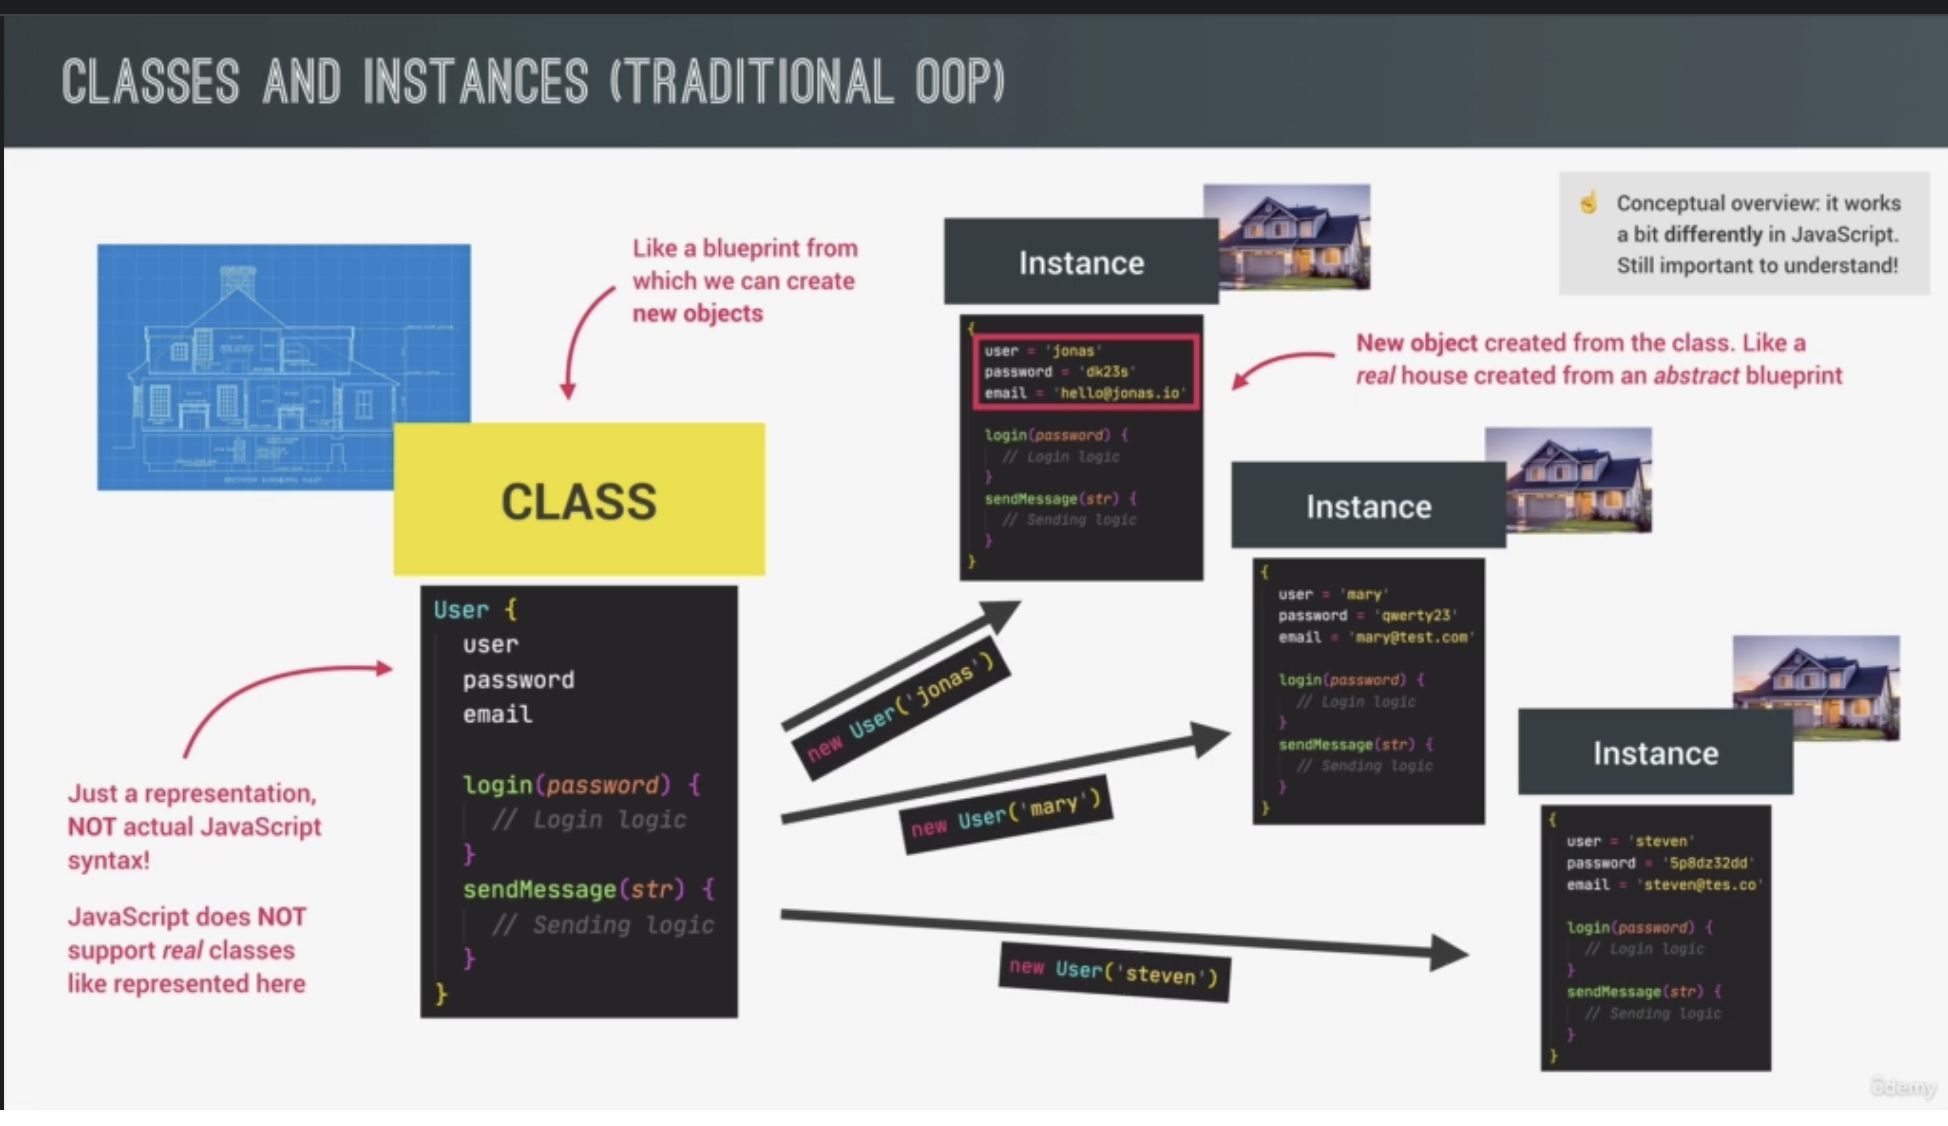 CLASSES AND INSTANCES (TRADITIONAL OOP)
Like a blueprint from
which we can create
new objects
CLASS
User {
user
password
email
login(password) {
// Login logic
}
sendMessage(str) {
// Sending logic
}
}
Just a representation,
NOT actual JavaScript
syntax!
JavaScript does NOT
support real classes
like represented here
new User('jonas')
new User('mary')
new User('steven')
Instance
{
user = 'jonas'
password = 'dk23s'
email = 'hello@jonas.io'
login(password) {
// Login logic
}
sendMessage(str) {
// Sending logic
}
}
☝️ Conceptual overview: it works
a bit differently in JavaScript.
Still important to understand!
New object created from the class. Like a
real house created from an abstract blueprint
Instance
{
user = 'mary'
password = 'qwerty23'
email = 'mary@test.com'
login(password) {
// Login logic
}
sendMessage(str) {
// Sending logic
}
}
Instance
{
user = 'steven'
password = '5p8dz32dd'
email = 'steven@tes.co'
login(password) {
// Login logic
}
sendMessage(str) {
// Sending logic
}
}
ûdemy